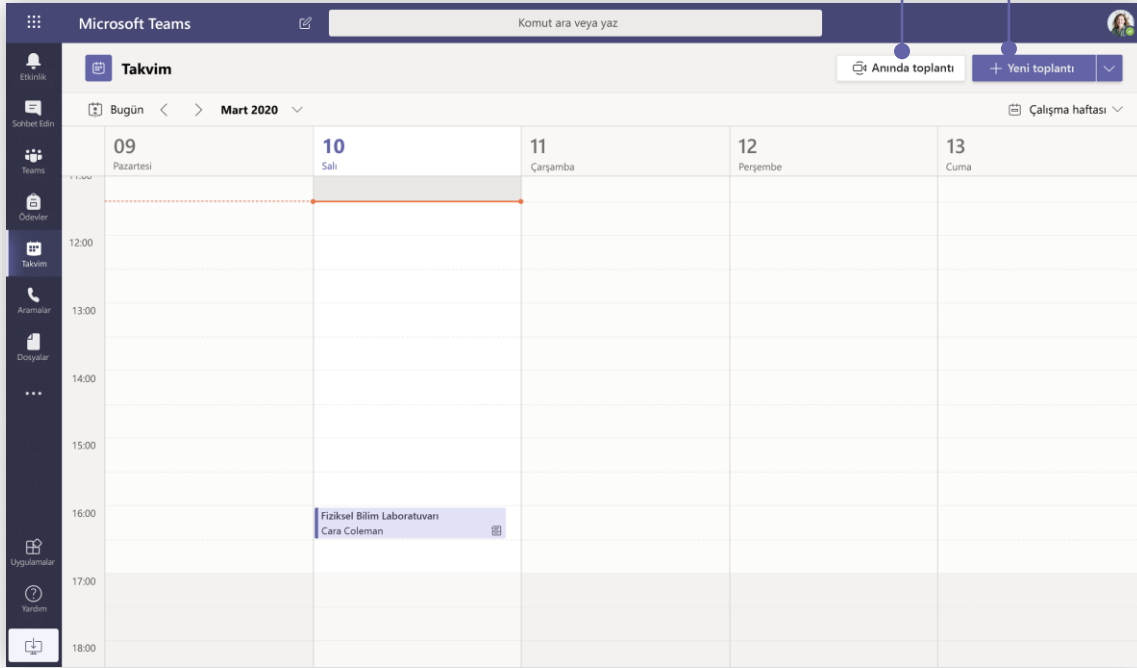 Microsoft Teams
Komut ara veya yaz
Etkinlik
Sohbet Edin
Teams
Ödevler
Takvim
Aramalar
Dosyalar
Uygulamalar
Yardım
Takvim
Anında toplantı
Yeni toplantı
Bugün
Mart 2020
Çalışma haftası
09
Pazartesi
10
Salı
11
Çarşamba
12
Perşembe
13
Cuma
11:00
12:00
13:00
14:00
15:00
16:00
Fiziksel Bilim Laboratuvarı
Cara Coleman
17:00
18:00